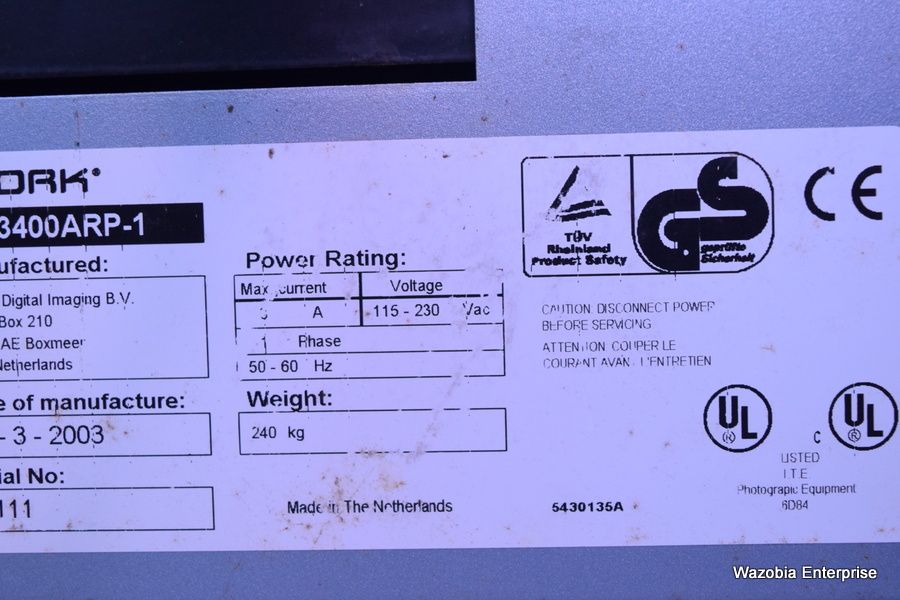 ORK®
3400ARP-1
ufactured:
Digital Imaging B.V.
Box 210
AE Boxmeer
Netherlands
e of manufacture:
- 3 - 2003
ial No:
111
Power Rating:
Max current Voltage
A 115 - 230 Vac
1 Phase
50 - 60 Hz
Weight:
240 kg
Made in The Netherlands
5430135A
TÜV
Rheinland
Product Safety
GS
geprüfte
Sicherheit
CE
CAUTION: DISCONNECT POWER
BEFORE SERVICING
ATTENTION: COUPER LE
COURANT AVANT L'ENTRETIEN
UL
®
C UL
®
LISTED
I.T.E.
Photograpic Equipment
6D84
Wazobia Enterprise